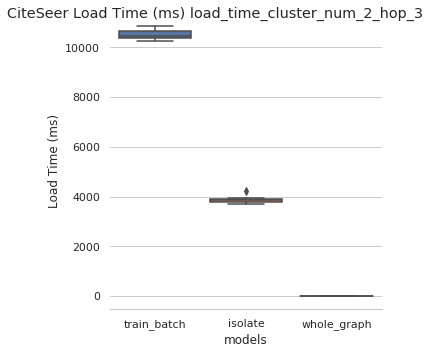 CiteSeer Load Time (ms) load_time_cluster_num_2_hop_3
10000
8000
6000
4000
2000
0
Load Time (ms)
train_batch isolate whole_graph
models